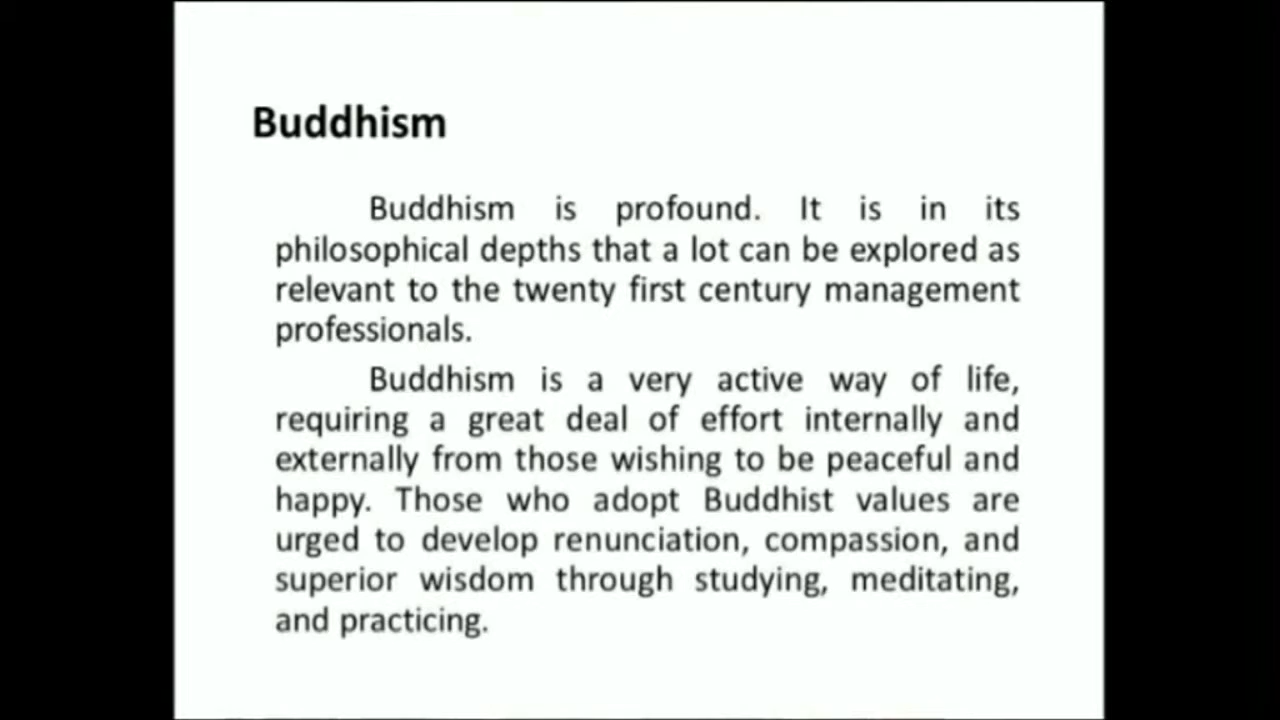 Buddhism
Buddhism is profound. It is in its
philosophical depths that a lot can be explored as
relevant to the twenty first century management
professionals.
Buddhism is a very active way of life,
requiring a great deal of effort internally and
externally from those wishing to be peaceful and
happy. Those who adopt Buddhist values are
urged to develop renunciation, compassion, and
superior wisdom through studying, meditating,
and practicing.